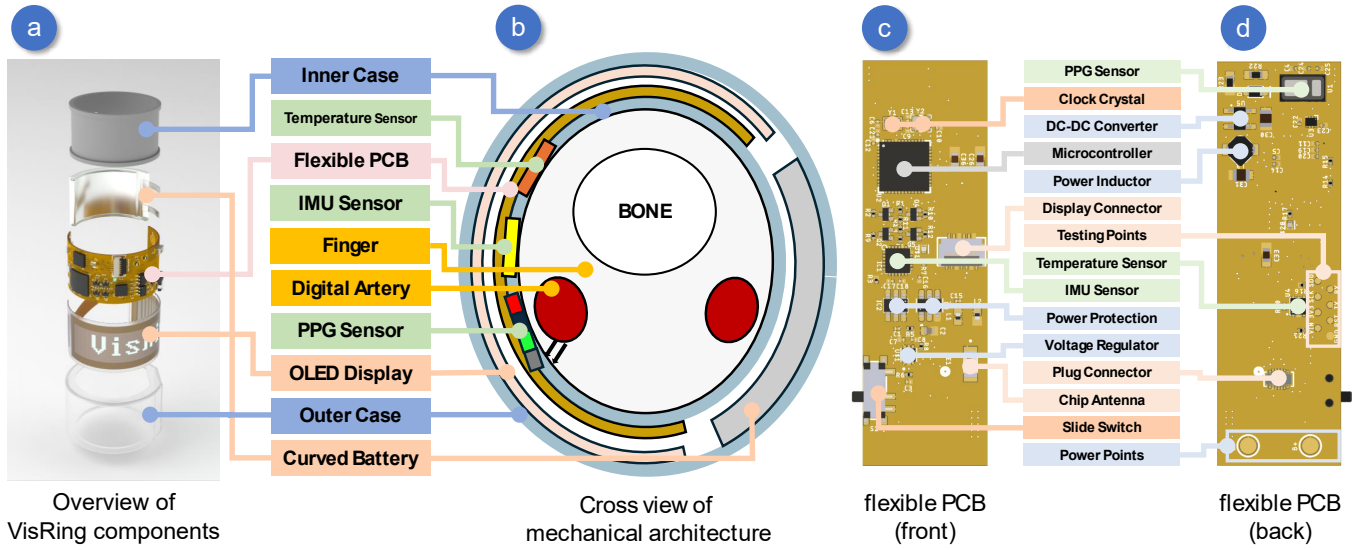 a
b
c
d
Inner Case
Temperature Sensor
Flexible PCB
IMU Sensor
Finger
Digital Artery
PPG Sensor
OLED Display
Outer Case
Curved Battery
BONE
PPG Sensor
Clock Crystal
DC-DC Converter
Microcontroller
Power Inductor
Display Connector
Testing Points
Temperature Sensor
IMU Sensor
Power Protection
Voltage Regulator
Plug Connector
Chip Antenna
Slide Switch
Power Points
Overview of
VisRing components
Cross view of
mechanical architecture
flexible PCB
(front)
flexible PCB
(back)